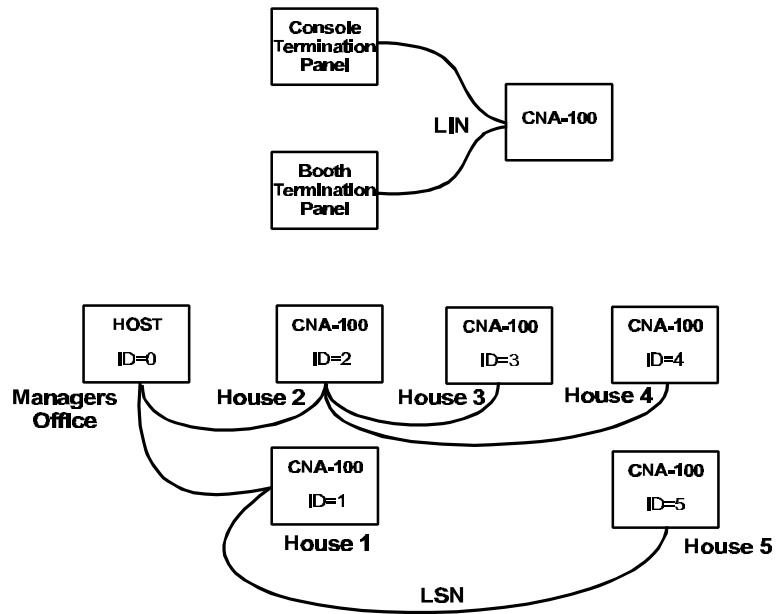 Console
Termination
Panel
CNA-100
LIN
Booth
Termination
Panel
HOST
ID=0
CNA-100
ID=2
CNA-100
ID=3
CNA-100
ID=4
Managers
Office
House 2
House 3
House 4
CNA-100
ID=1
CNA-100
ID=5
House 1
House 5
LSN